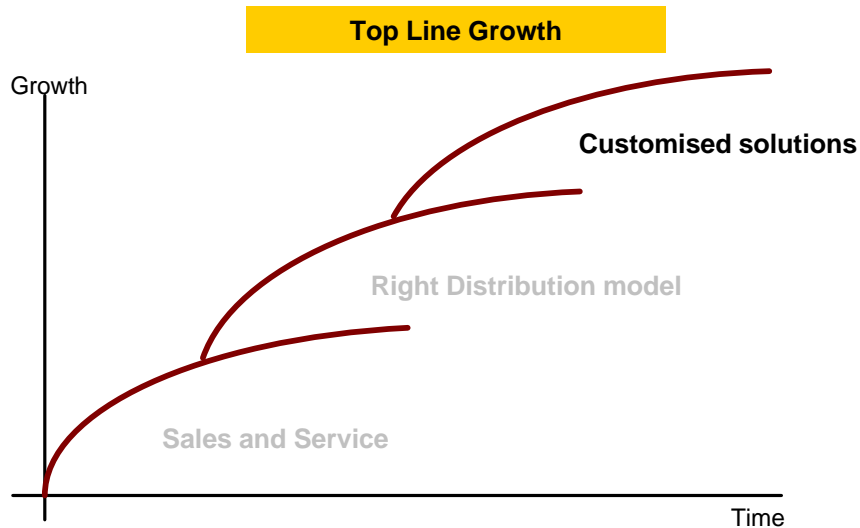 Top Line Growth
Growth
Customised solutions
Right Distribution model
Sales and Service
Time